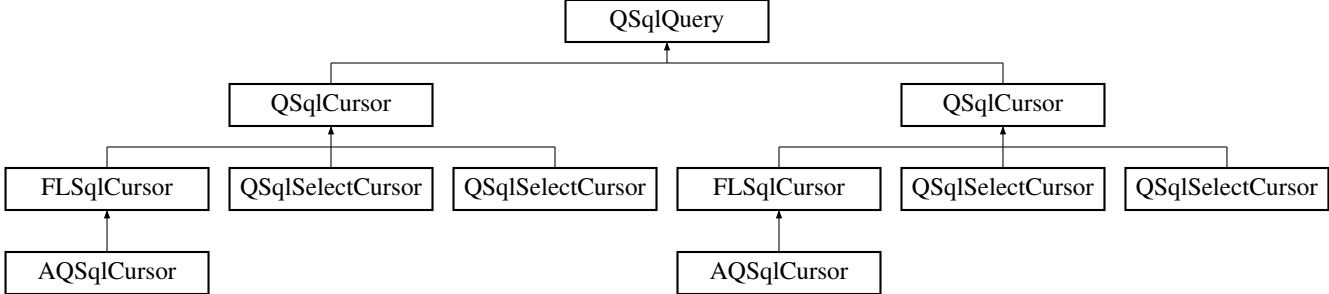 QSqlQuery
QSqlCursor QSqlCursor
FLSqlCursor QSqlSelectCursor QSqlSelectCursor FLSqlCursor QSqlSelectCursor QSqlSelectCursor
AQSqlCursor AQSqlCursor